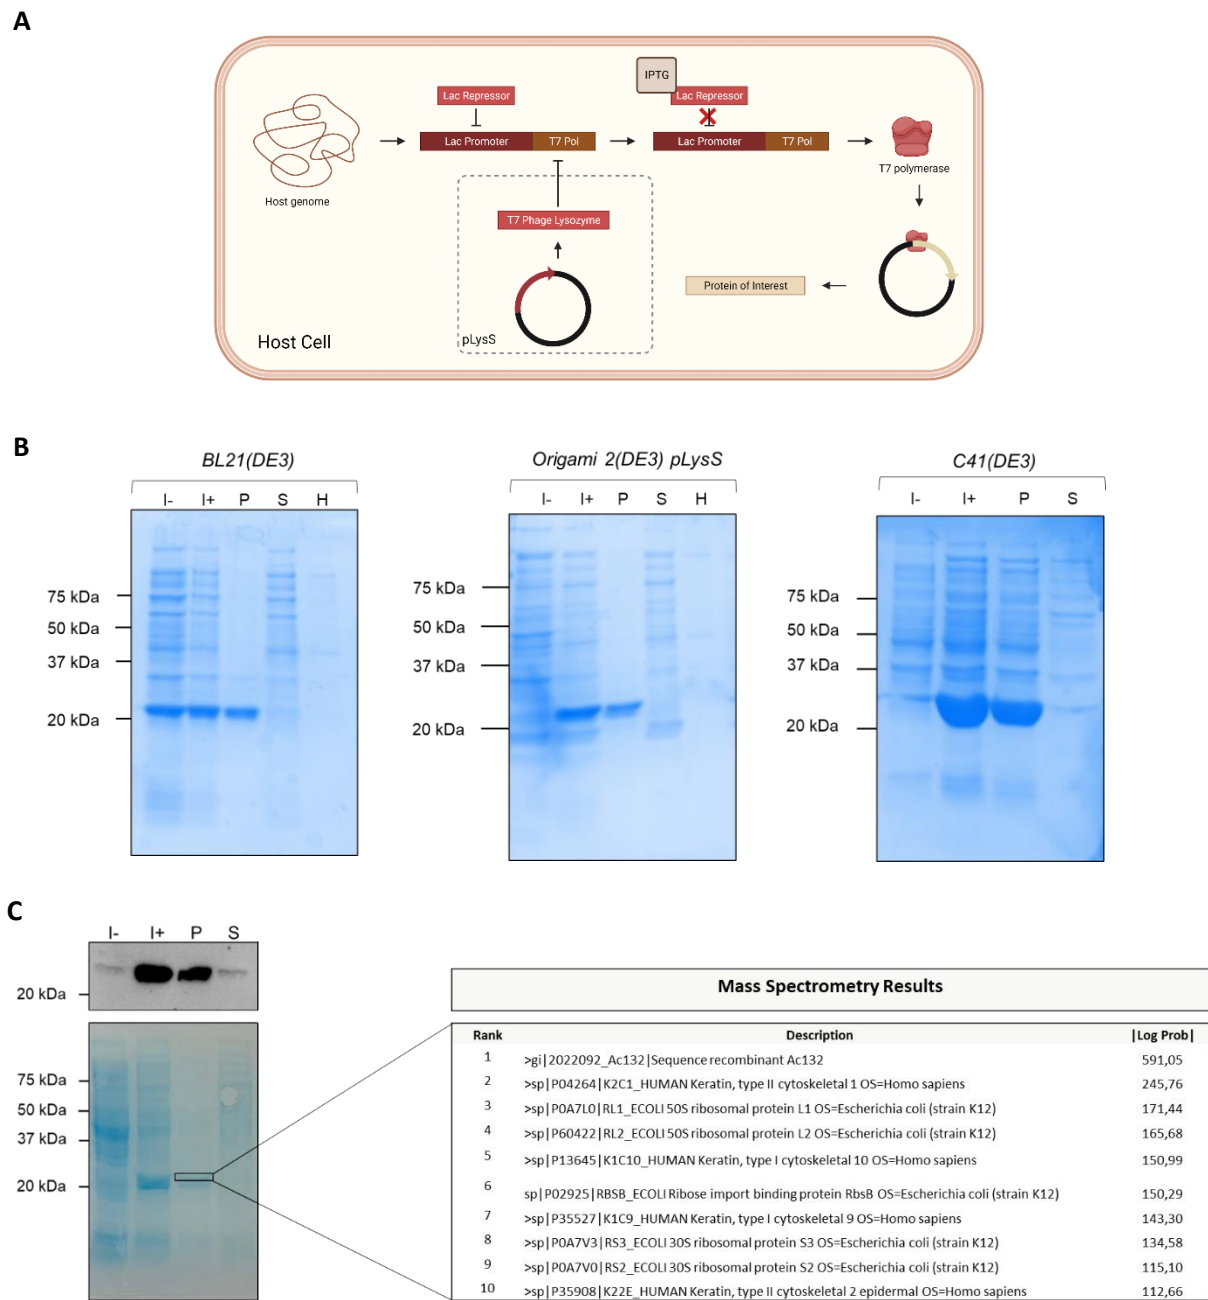 A
IPTG
Lac Repressor
Lac Repressor
Lac Promoter
T7 Pol
Lac Promoter
T7 Pol
Host genome
T7 polymerase
T7 Phage Lysozyme
Protein of Interest
pLysS
Host Cell
B
BL21(DE3)
I- I+ P S H
75 kDa
50 kDa
37 kDa
20 kDa
Origami 2(DE3) pLysS
I- I+ P S H
75 kDa
50 kDa
37 kDa
20 kDa
C41(DE3)
I- I+ P S
75 kDa
50 kDa
37 kDa
20 kDa
C
I- I+ P S
20 kDa
75 kDa
50 kDa
37 kDa
20 kDa
Mass Spectrometry Results
Rank Description |Log Prob|
1 >gi|2022092_Ac132|Sequence recombinant Ac132 591,05
2 >sp|P04264|K2C1_HUMAN Keratin, type II cytoskeletal 1 OS=Homo sapiens 245,76
3 >sp|P0A7L0|RL1_ECOLI 50S ribosomal protein L1 OS=Escherichia coli (strain K12) 171,44
4 >sp|P60422|RL2_ECOLI 50S ribosomal protein L2 OS=Escherichia coli (strain K12) 165,68
5 >sp|P13645|K1C10_HUMAN Keratin, type I cytoskeletal 10 OS=Homo sapiens 150,99
6 sp|P02925|RBSB_ECOLI Ribose import binding protein RbsB OS=Escherichia coli (strain K12) 150,29
7 >sp|P35527|K1C9_HUMAN Keratin, type I cytoskeletal 9 OS=Homo sapiens 143,30
8 >sp|P0A7V3|RS3_ECOLI 30S ribosomal protein S3 OS=Escherichia coli (strain K12) 134,58
9 >sp|P0A7V0|RS2_ECOLI 30S ribosomal protein S2 OS=Escherichia coli (strain K12) 115,10
10 >sp|P35908|K22E_HUMAN Keratin, type II cytoskeletal 2 epidermal OS=Homo sapiens 112,66